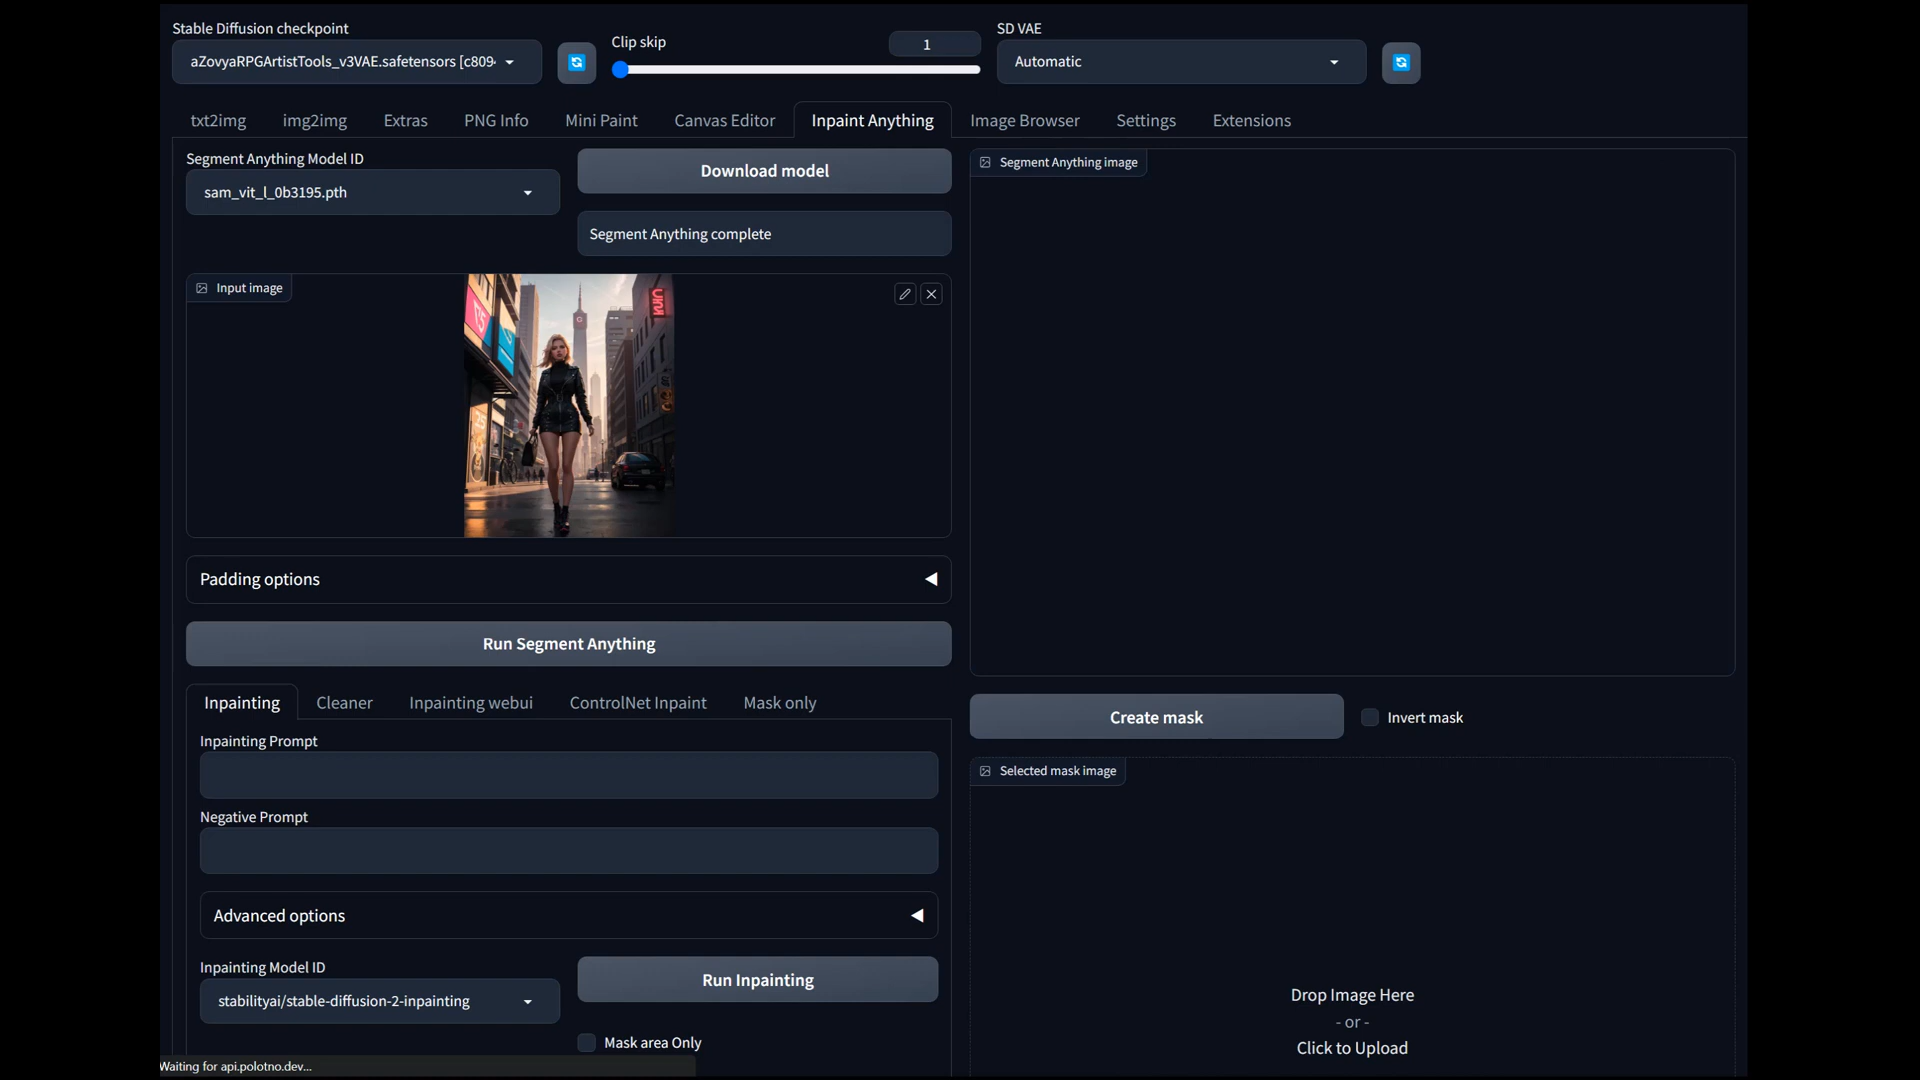 Stable Diffusion checkpoint
aZovyaRPGArtistTools_v3VAE.safetensors [c809
Clip skip
1
SD VAE
Automatic
txt2img
img2img
Extras
PNG Info
Mini Paint
Canvas Editor
Inpaint Anything
Image Browser
Settings
Extensions
Segment Anything Model ID
sam_vit_l_0b3195.pth
Download model
Segment Anything complete
Input image
Segment Anything image
Padding options
Run Segment Anything
Inpainting
Cleaner
Inpainting webui
ControlNet Inpaint
Mask only
Inpainting Prompt
Negative Prompt
Advanced options
Inpainting Model ID
stabilityai/stable-diffusion-2-inpainting
Run Inpainting
Mask area Only
Create mask
Invert mask
Selected mask image
Drop Image Here
- or -
Click to Upload
Waiting for api.polotno.dev...